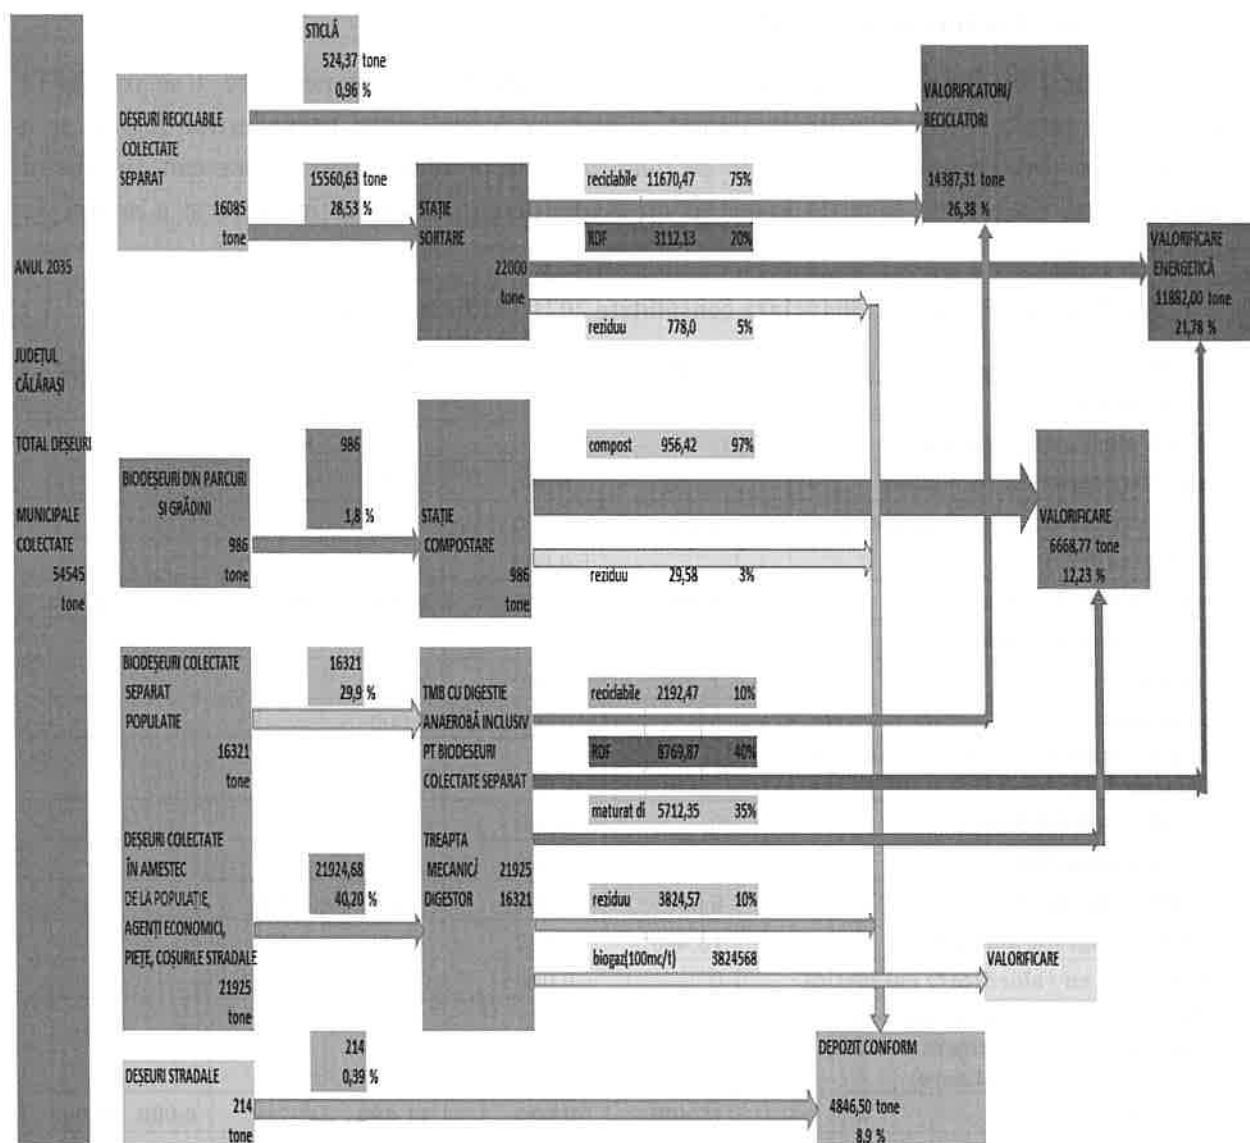 STICLĂ
524,37 tone
0,96 %
DEȘEURI RECICLABILE
COLECTATE
SEPARAT
16085
tone
15560,63 tone
28,53 %
STAȚIE
SORTARE
22000
tone
reciclabile 11670,47 75%
RDF 3112,13 20%
reziduu 778,0 5%
VALORIFICATORI/
RECICLATORI
14387,31 tone
26,38 %
VALORIFICARE
ENERGETICĂ
11882,00 tone
21,78 %
ANUL 2035
JUDEȚUL
CĂLĂRAȘI
TOTAL DEȘEURI
MUNICIPALE
COLECTATE
54545
tone
BIODEȘEURI DIN PARCURI
ȘI GRĂDINI
986
tone
986
1,8 %
STAȚIE
COMPOSTARE
986
tone
compost 956,42 97%
reziduu 29,58 3%
VALORIFICARE
6668,77 tone
12,23 %
BIODEȘEURI COLECTATE
SEPARAT
POPULATIE
16321
tone
16321
29,9 %
TMB CU DIGESTIE
ANAEROBĂ INCLUSIV
PT BIODESEURI
COLECTATE SEPARAT
reciclabile 2192,47 10%
RDF 8769,87 40%
maturat di 5712,35 35%
DEȘEURI COLECTATE
ÎN AMESTEC
DE LA POPULAȚIE,
AGENȚI ECONOMICI,
PIEȚE, COȘURILE STRADALE
21925
tone
21924,68
40,20 %
TREAPTA
MECANICĂ 21925
DIGESTOR 16321
reziduu 3824,57 10%
biogaz(100mc/t) 3824568
VALORIFICARE
DEȘEURI STRADALE
214
tone
214
0,39 %
DEPOZIT CONFORM
4846,50 tone
8,9 %